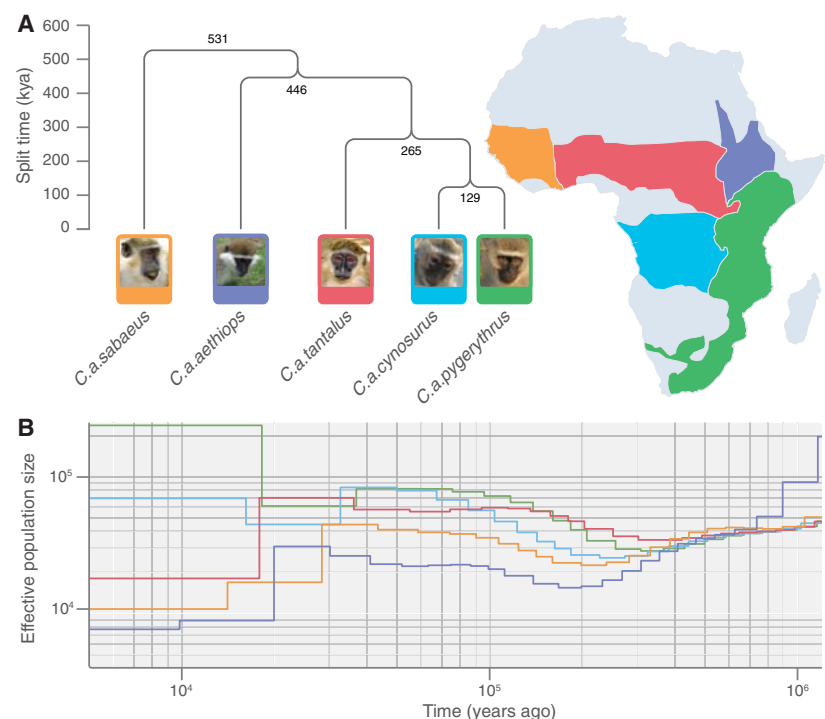 A
Split time (kya)
600
500
400
300
200
100
0
531
446
265
129
C.a.sabaeus
C.a.aethiops
C.a.tantalus
C.a.cynosurus
C.a.pygerythrus
B
Effective population size
10⁵
10⁴
10⁴
10⁵
10⁶
Time (years ago)